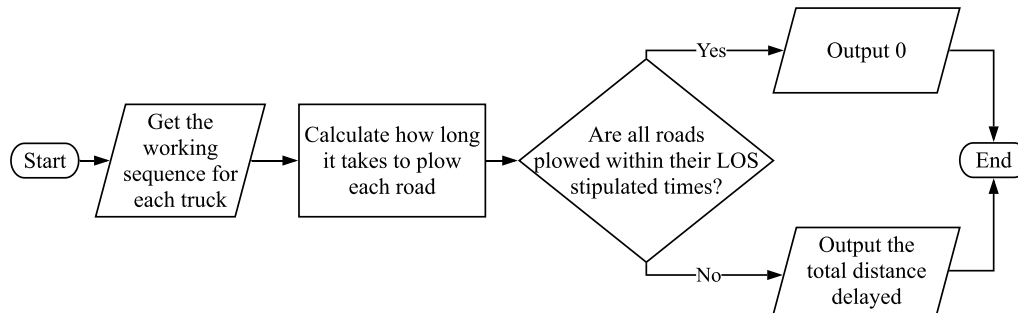 Start
Get the
working
sequence for
each truck
Calculate how long
it takes to plow
each road
Are all roads
plowed within their LOS
stipulated times?
Yes
Output 0
No
Output the
total distance
delayed
End